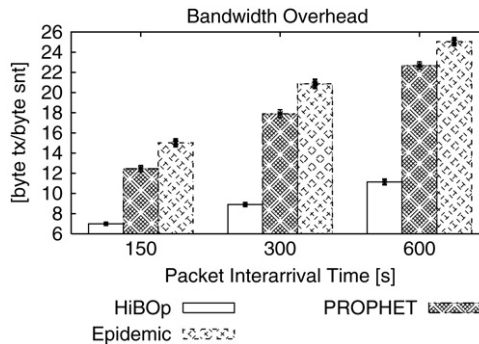 Bandwidth Overhead
[byte tx/byte snt]
26
24
22
20
18
16
14
12
10
8
6
150 300 600
Packet Interarrival Time [s]
HiBOp PROPHET
Epidemic